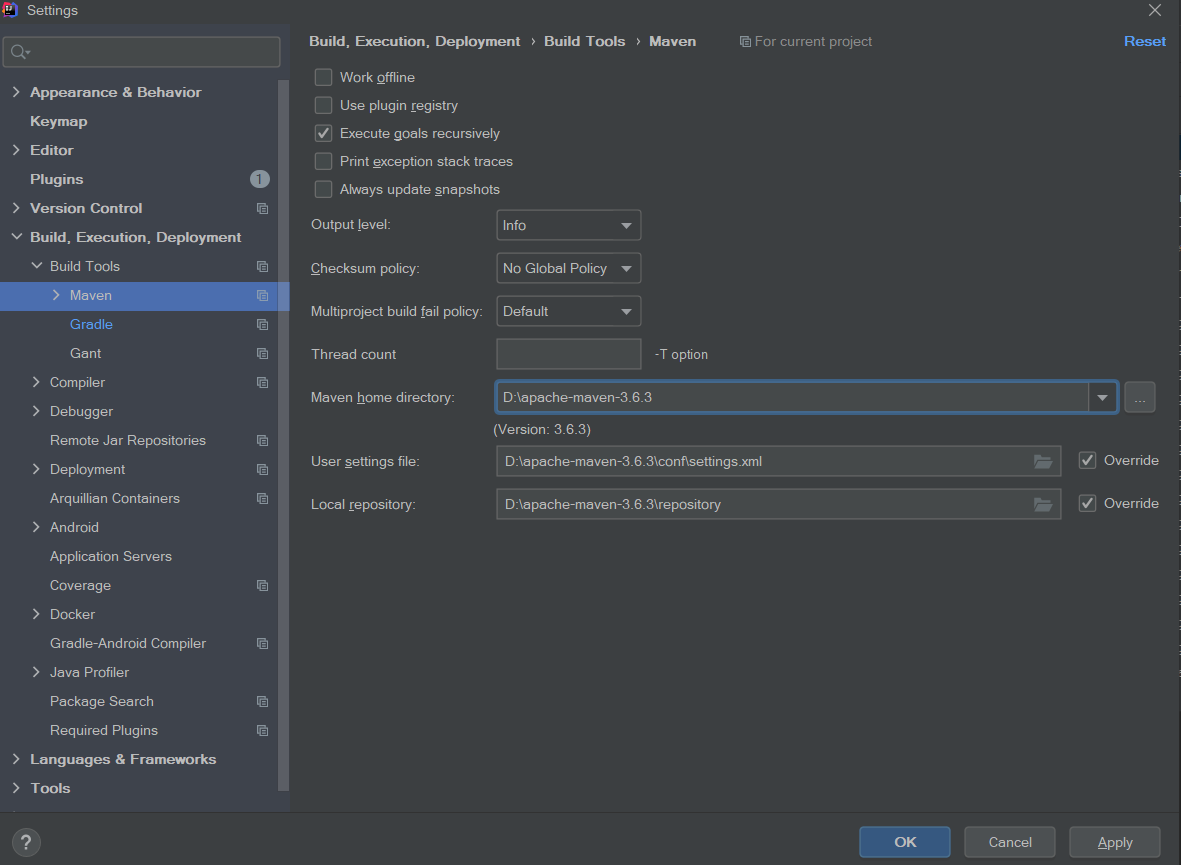 Settings
Build, Execution, Deployment › Build Tools › Maven For current project Reset
Appearance & Behavior
Keymap
Editor
Plugins 1
Version Control
Build, Execution, Deployment
Build Tools
Maven
Gradle
Gant
Compiler
Debugger
Remote Jar Repositories
Deployment
Arquillian Containers
Android
Application Servers
Coverage
Docker
Gradle-Android Compiler
Java Profiler
Package Search
Required Plugins
Languages & Frameworks
Tools
Work offline
Use plugin registry
Execute goals recursively
Print exception stack traces
Always update snapshots
Output level: Info
Checksum policy: No Global Policy
Multiproject build fail policy: Default
Thread count -T option
Maven home directory: D:\apache-maven-3.6.3 ...
(Version: 3.6.3)
User settings file: D:\apache-maven-3.6.3\conf\settings.xml Override
Local repository: D:\apache-maven-3.6.3\repository Override
? OK Cancel Apply